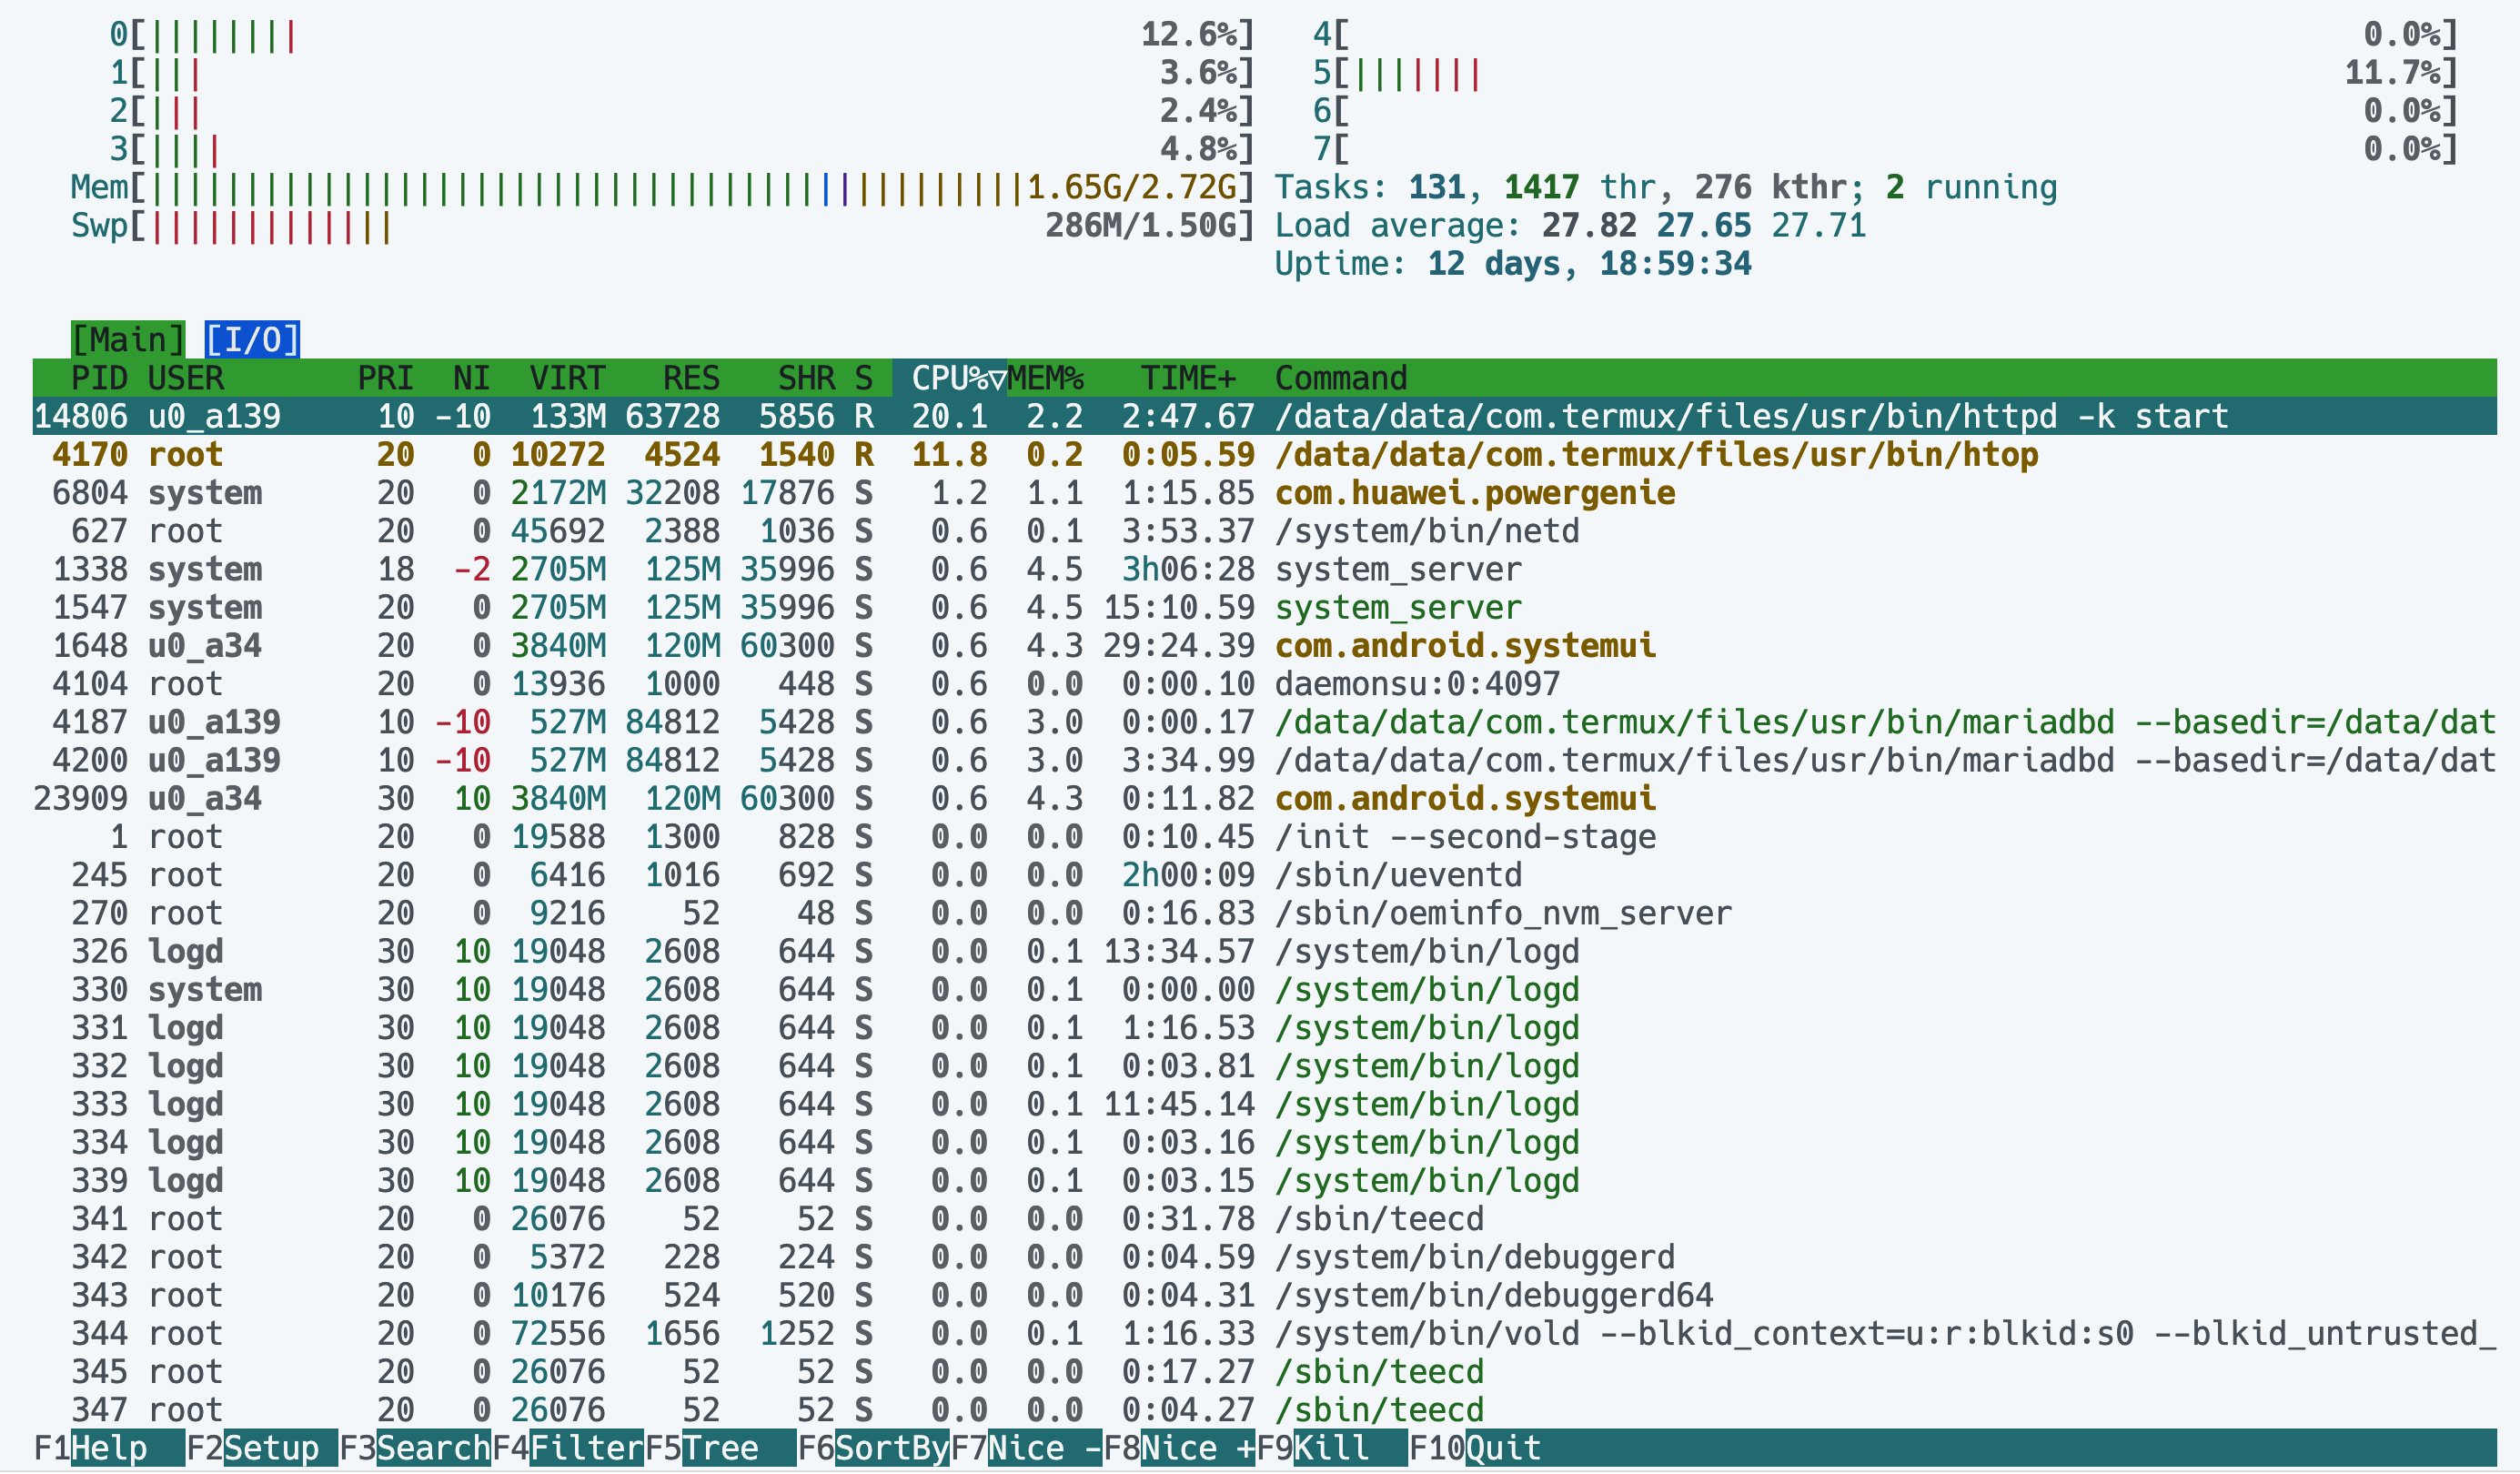 0[||||||||                                                 12.6%]   4[                                                          0.0%]
1[|||                                                       3.6%]   5[|||||||                                                  11.7%]
2[|||                                                       2.4%]   6[                                                          0.0%]
3[||||                                                      4.8%]   7[                                                          0.0%]
Mem[||||||||||||||||||||||||||||||||||||||||||||||1.65G/2.72G] Tasks: 131, 1417 thr, 276 kthr; 2 running
Swp[|||||||||||||                                  286M/1.50G] Load average: 27.82 27.65 27.71
Uptime: 12 days, 18:59:34
[Main] [I/O]
PID USER PRI NI VIRT RES SHR S CPU%▽MEM% TIME+ Command
14806 u0_a139 10 -10 133M 63728 5856 R 20.1 2.2 2:47.67 /data/data/com.termux/files/usr/bin/httpd -k start
4170 root 20 0 10272 4524 1540 R 11.8 0.2 0:05.59 /data/data/com.termux/files/usr/bin/htop
6804 system 20 0 2172M 32208 17876 S 1.2 1.1 1:15.85 com.huawei.powergenie
627 root 20 0 45692 2388 1036 S 0.6 0.1 3:53.37 /system/bin/netd
1338 system 18 -2 2705M 125M 35996 S 0.6 4.5 3h06:28 system_server
1547 system 20 0 2705M 125M 35996 S 0.6 4.5 15:10.59 system_server
1648 u0_a34 20 0 3840M 120M 60300 S 0.6 4.3 29:24.39 com.android.systemui
4104 root 20 0 13936 1000 448 S 0.6 0.0 0:00.10 daemonsu:0:4097
4187 u0_a139 10 -10 527M 84812 5428 S 0.6 3.0 0:00.17 /data/data/com.termux/files/usr/bin/mariadbd --basedir=/data/dat
4200 u0_a139 10 -10 527M 84812 5428 S 0.6 3.0 3:34.99 /data/data/com.termux/files/usr/bin/mariadbd --basedir=/data/dat
23909 u0_a34 30 10 3840M 120M 60300 S 0.6 4.3 0:11.82 com.android.systemui
1 root 20 0 19588 1300 828 S 0.0 0.0 0:10.45 /init --second-stage
245 root 20 0 6416 1016 692 S 0.0 0.0 2h00:09 /sbin/ueventd
270 root 20 0 9216 52 48 S 0.0 0.0 0:16.83 /sbin/oeminfo_nvm_server
326 logd 30 10 19048 2608 644 S 0.0 0.1 13:34.57 /system/bin/logd
330 system 30 10 19048 2608 644 S 0.0 0.1 0:00.00 /system/bin/logd
331 logd 30 10 19048 2608 644 S 0.0 0.1 1:16.53 /system/bin/logd
332 logd 30 10 19048 2608 644 S 0.0 0.1 0:03.81 /system/bin/logd
333 logd 30 10 19048 2608 644 S 0.0 0.1 11:45.14 /system/bin/logd
334 logd 30 10 19048 2608 644 S 0.0 0.1 0:03.16 /system/bin/logd
339 logd 30 10 19048 2608 644 S 0.0 0.1 0:03.15 /system/bin/logd
341 root 20 0 26076 52 52 S 0.0 0.0 0:31.78 /sbin/teecd
342 root 20 0 5372 228 224 S 0.0 0.0 0:04.59 /system/bin/debuggerd
343 root 20 0 10176 524 520 S 0.0 0.0 0:04.31 /system/bin/debuggerd64
344 root 20 0 72556 1656 1252 S 0.0 0.1 1:16.33 /system/bin/vold --blkid_context=u:r:blkid:s0 --blkid_untrusted_
345 root 20 0 26076 52 52 S 0.0 0.0 0:17.27 /sbin/teecd
347 root 20 0 26076 52 52 S 0.0 0.0 0:04.27 /sbin/teecd
F1Help F2Setup F3SearchF4FilterF5Tree F6SortByF7Nice -F8Nice +F9Kill F10Quit